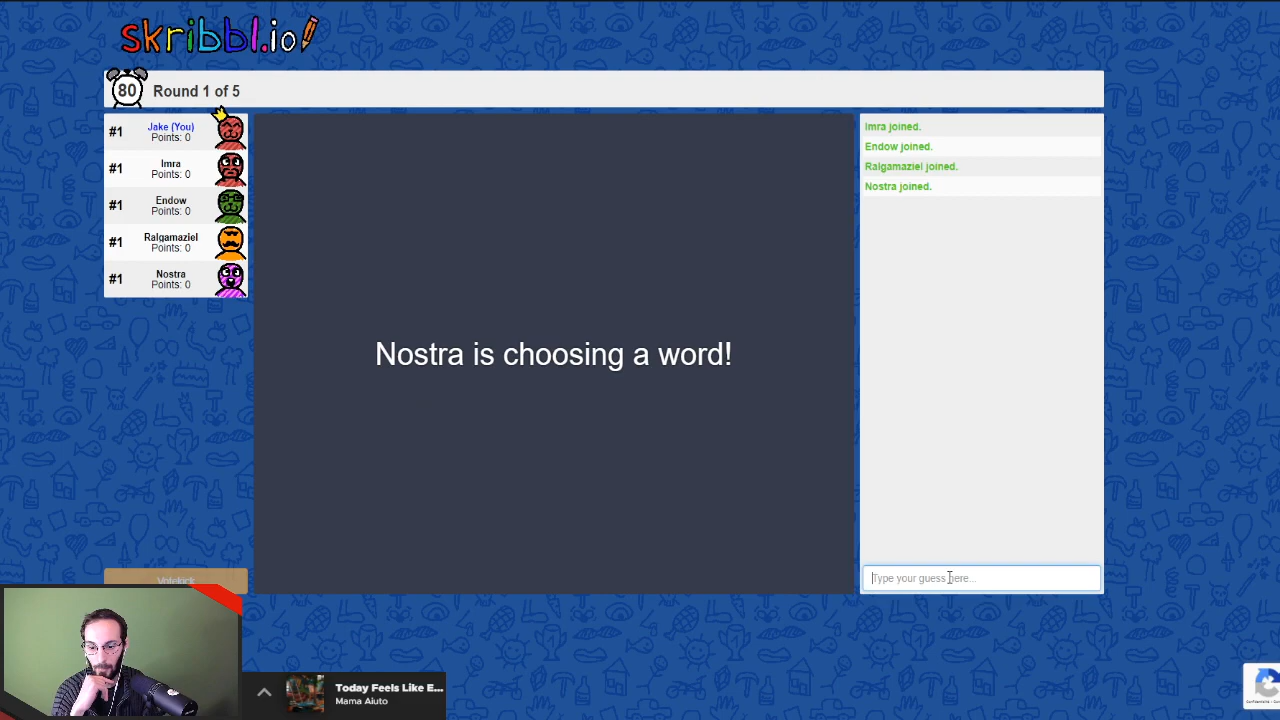 skribbl.io
80
Round 1 of 5
#1
Jake (You)
Points: 0
#1
Imra
Points: 0
#1
Endow
Points: 0
#1
Ralgamaziel
Points: 0
#1
Nostra
Points: 0
Nostra is choosing a word!
Imra joined.
Endow joined.
Ralgamaziel joined.
Nostra joined.
Type your guess here...
Votekick
Today Feels Like E...
Mama Aiuto